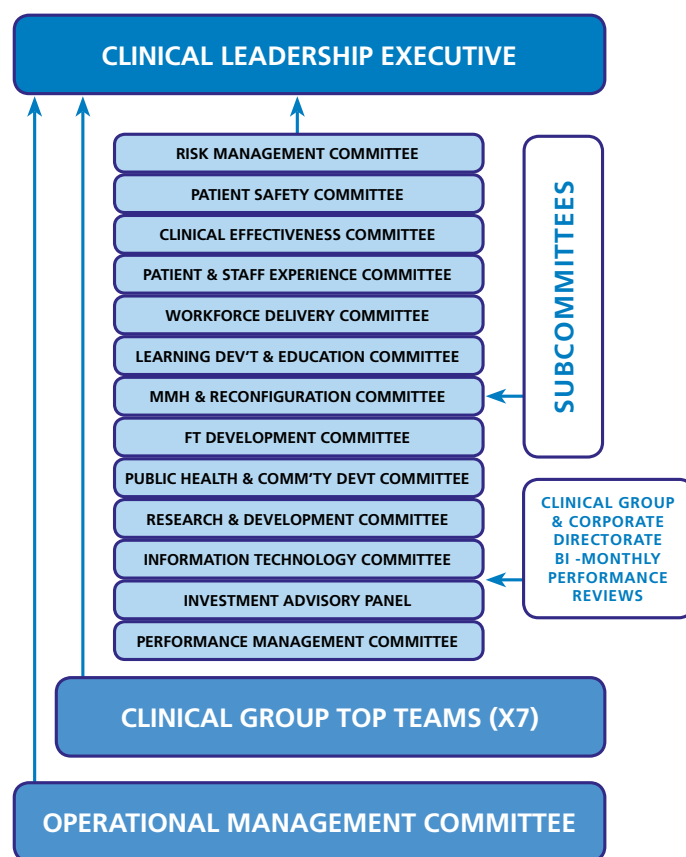 CLINICAL LEADERSHIP EXECUTIVE
RISK MANAGEMENT COMMITTEE
PATIENT SAFETY COMMITTEE
CLINICAL EFFECTIVENESS COMMITTEE
PATIENT & STAFF EXPERIENCE COMMITTEE
WORKFORCE DELIVERY COMMITTEE
LEARNING DEV'T & EDUCATION COMMITTEE
MMH & RECONFIGURATION COMMITTEE
FT DEVELOPMENT COMMITTEE
PUBLIC HEALTH & COMM'TY DEVT COMMITTEE
RESEARCH & DEVELOPMENT COMMITTEE
INFORMATION TECHNOLOGY COMMITTEE
INVESTMENT ADVISORY PANEL
PERFORMANCE MANAGEMENT COMMITTEE
SUBCOMMITTEES
CLINICAL GROUP
& CORPORATE
DIRECTORATE
BI -MONTHLY
PERFORMANCE
REVIEWS
CLINICAL GROUP TOP TEAMS (X7)
OPERATIONAL MANAGEMENT COMMITTEE